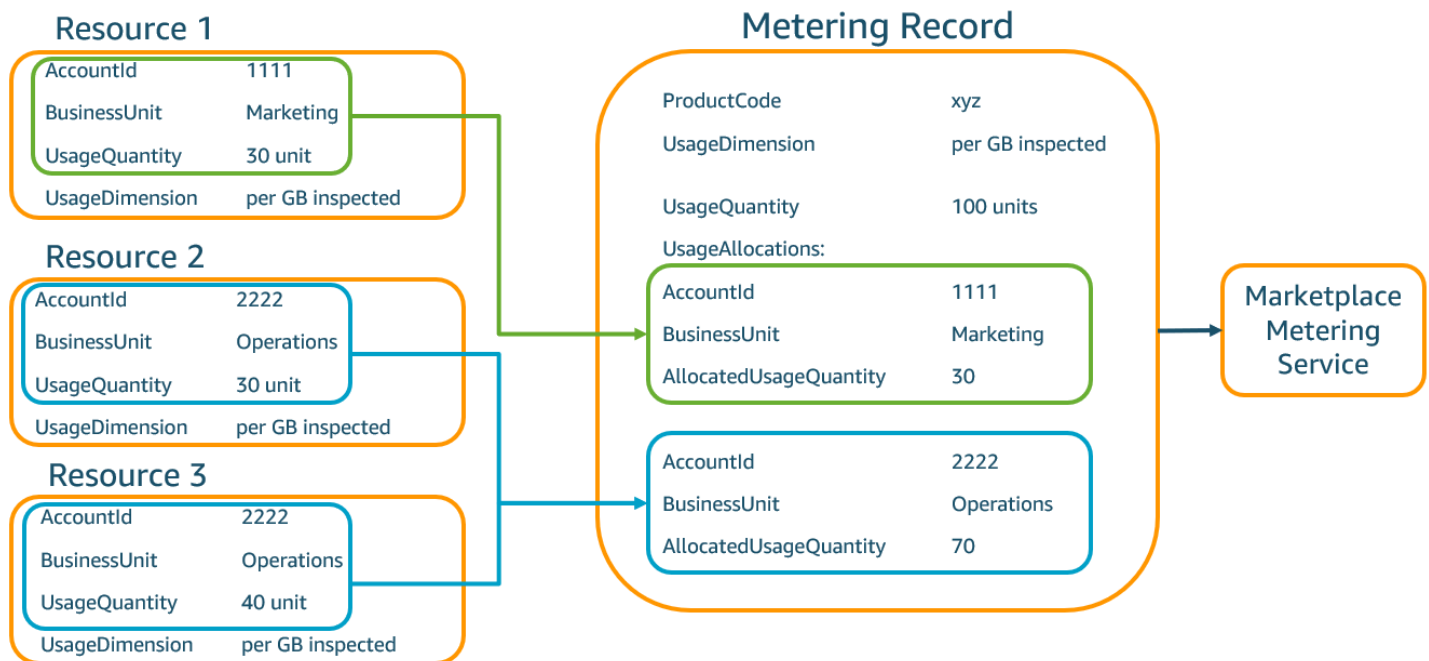 Resource 1
AccountId 1111
BusinessUnit Marketing
UsageQuantity 30 unit
UsageDimension per GB inspected
Resource 2
AccountId 2222
BusinessUnit Operations
UsageQuantity 30 unit
UsageDimension per GB inspected
Resource 3
AccountId 2222
BusinessUnit Operations
UsageQuantity 40 unit
UsageDimension per GB inspected
Metering Record
ProductCode xyz
UsageDimension per GB inspected
UsageQuantity 100 units
UsageAllocations:
AccountId 1111
BusinessUnit Marketing
AllocatedUsageQuantity 30
AccountId 2222
BusinessUnit Operations
AllocatedUsageQuantity 70
Marketplace
Metering
Service